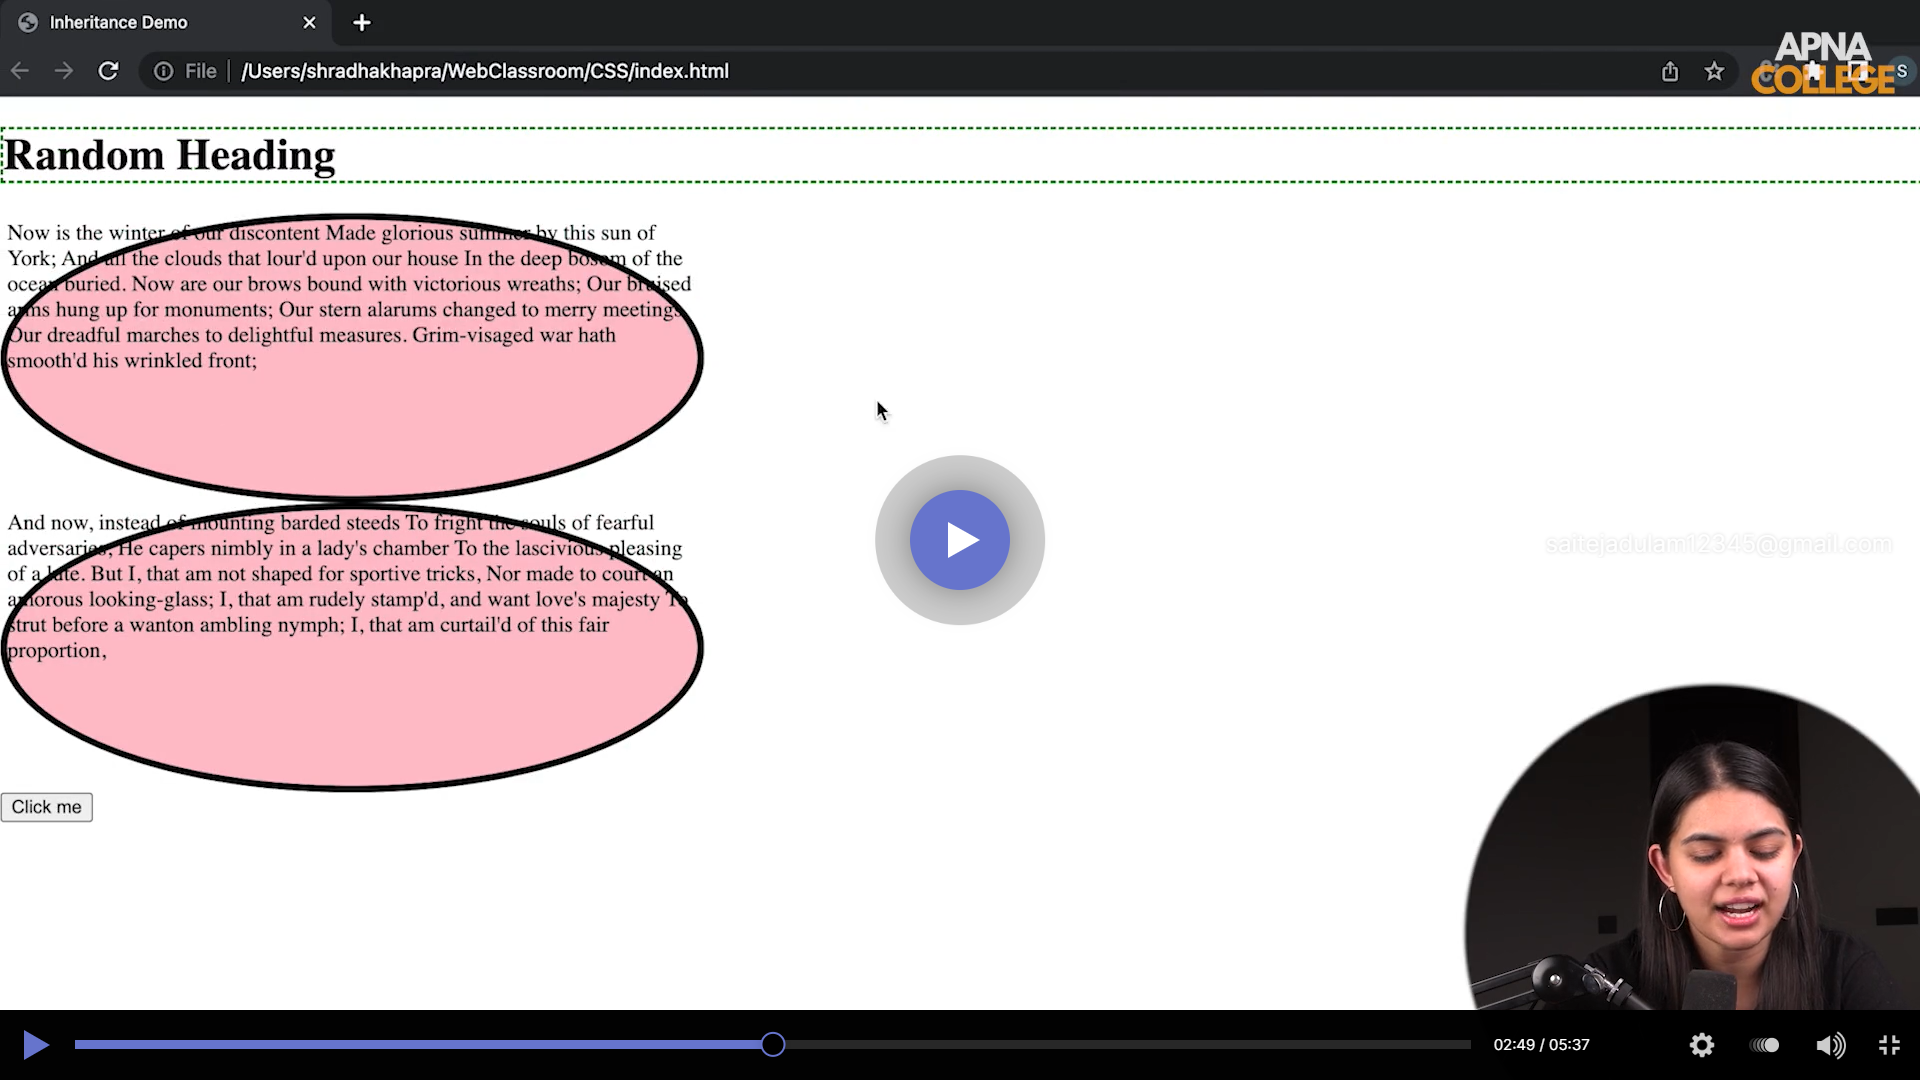 Inheritance Demo
APNA
COLLEGE
File
/Users/shradhakhapra/WebClassroom/CSS/index.html
S
Random Heading
Now is the winter of our discontent Made glorious summer by this sun of
York; And all the clouds that lour'd upon our house In the deep bosom of the
ocean buried. Now are our brows bound with victorious wreaths; Our bruised
arms hung up for monuments; Our stern alarums changed to merry meetings,
Our dreadful marches to delightful measures. Grim-visaged war hath
smooth'd his wrinkled front;
And now, instead of mounting barded steeds To fright the souls of fearful
adversaries, He capers nimbly in a lady's chamber To the lascivious pleasing
of a lute. But I, that am not shaped for sportive tricks, Nor made to court an
amorous looking-glass; I, that am rudely stamp'd, and want love's majesty To
strut before a wanton ambling nymph; I, that am curtail'd of this fair
proportion,
saitejadulam12345@gmail.com
Click me
02:49 / 05:37